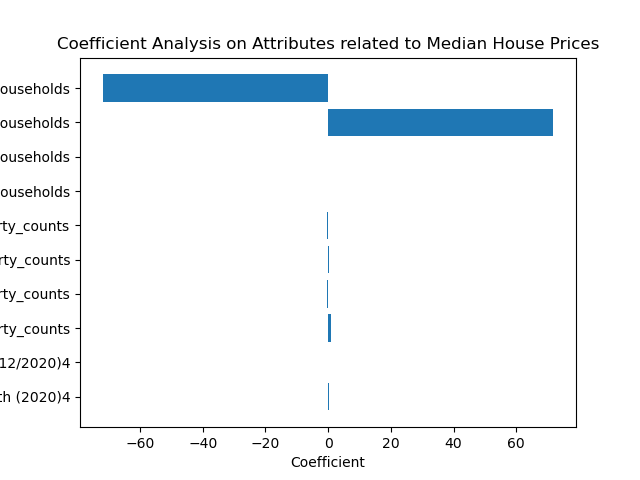 Coefficient Analysis on Attributes related to Median House Prices
ouseholds
ouseholds
ouseholds
ouseholds
rty_counts
rty_counts
rty_counts
rty_counts
12/2020)4
th (2020)4
−60 −40 −20 0 20 40 60
Coefficient